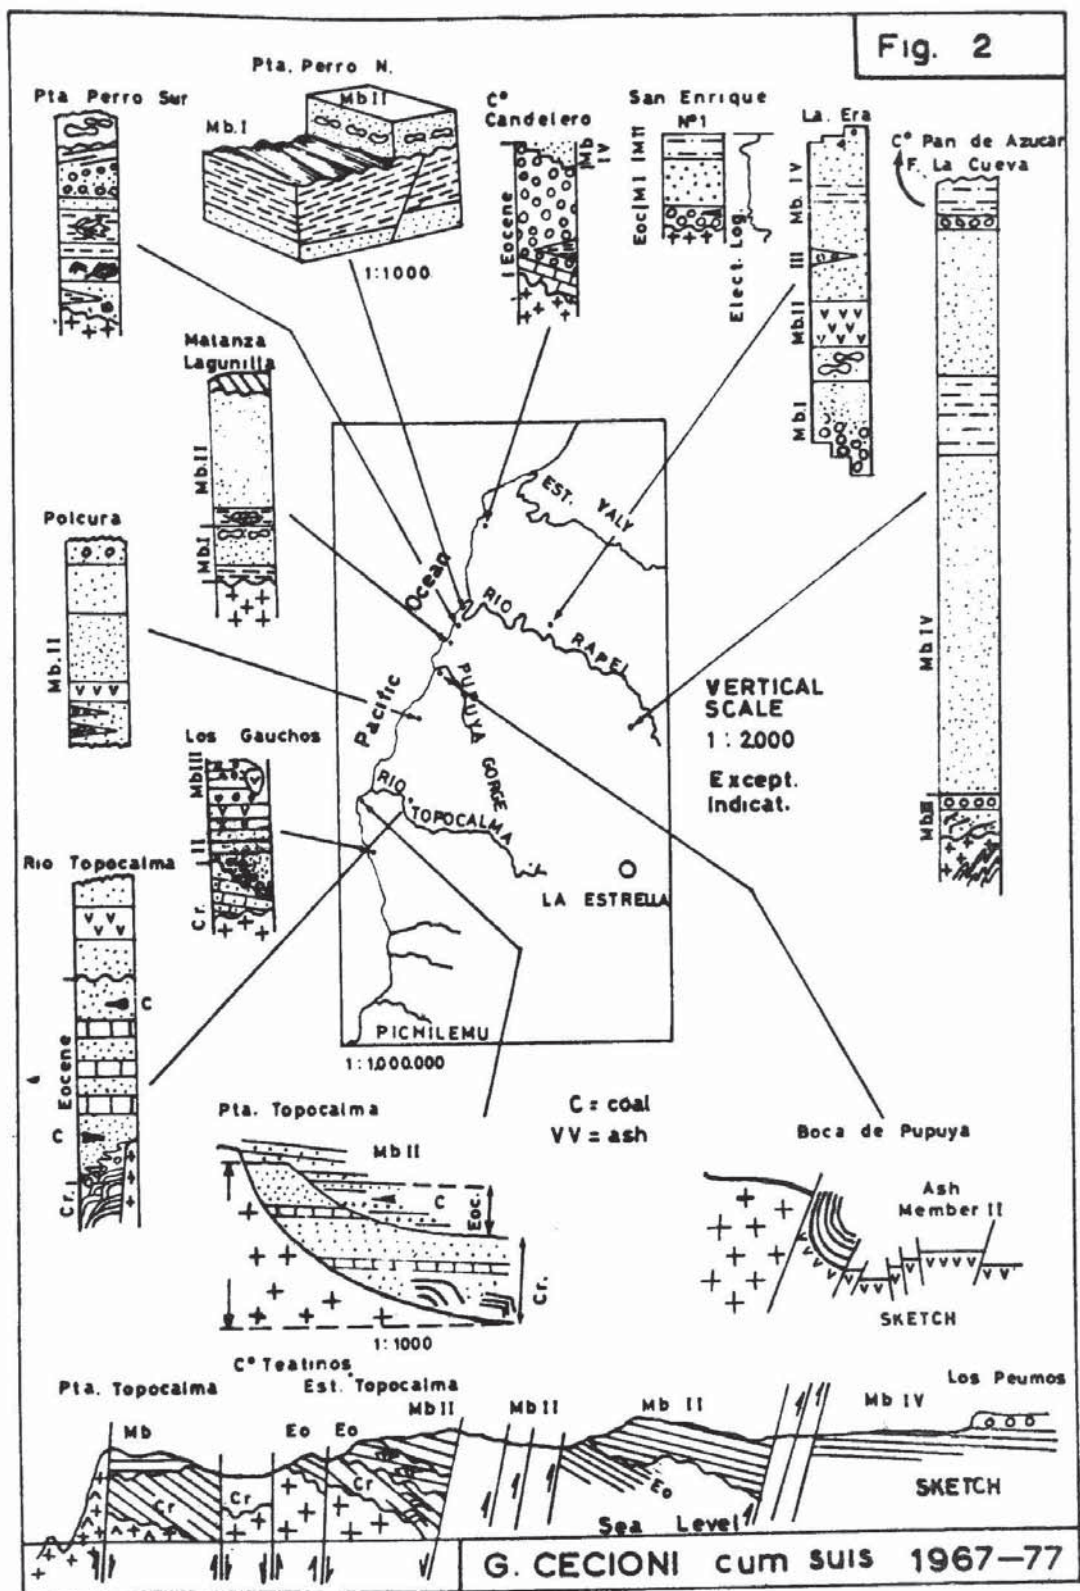 Fig. 2
Pta. Perro N.
Pta Perro Sur
Mb II
Mb. I
1:1000
C° Candelero
Mb IV
Eocene
San Enrique
N° 1
Eoc|M I|M II
Elect. Log.
La. Era
Mb. IV
III
Mb. II
Mb. I
C° Pan de Azucar
F. La Cueva
Mb IV
Matanza
Lagunilla
Mb. II
Mb. I
Polcura
Mb. II
Los Gauchos
Mb III
II
Cr.
Rio Topocalma
C
Eocene
C
Cr.
EST. YALY
Pacific Ocean
RIO RAPEL
PUPUYA GORGE
RIO TOPOCALMA
LA ESTRELLA
PICHILEMU
1:1.000.000
VERTICAL
SCALE
1 : 2.000
Except.
Indicat.
C = coal
VV = ash
Pta. Topocalma
Mb II
C
Eoc.
Cr.
1:1000
Boca de Pupuya
Ash
Member II
SKETCH
C° Teatinos
Pta. Topocalma
Est. Topocalma
Los Peumos
Mb
Eo
Eo
Mb II
Mb II
Mb II
Mb IV
Cr
Cr
Cr
Eo
SKETCH
Sea Level
G. CECIONI cum suis 1967–77